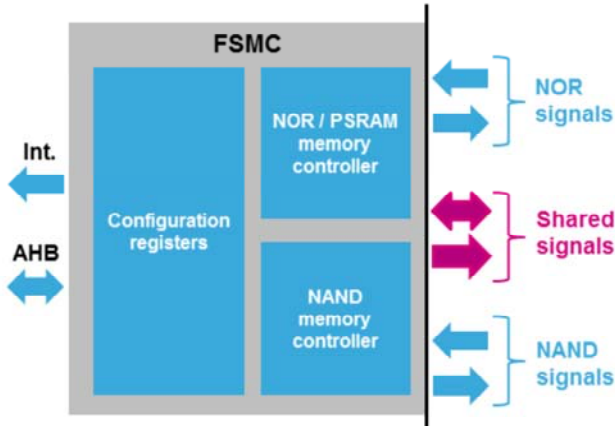 FSMC
Int.
AHB
Configuration
registers
NOR / PSRAM
memory
controller
NAND
memory
controller
NOR
signals
Shared
signals
NAND
signals